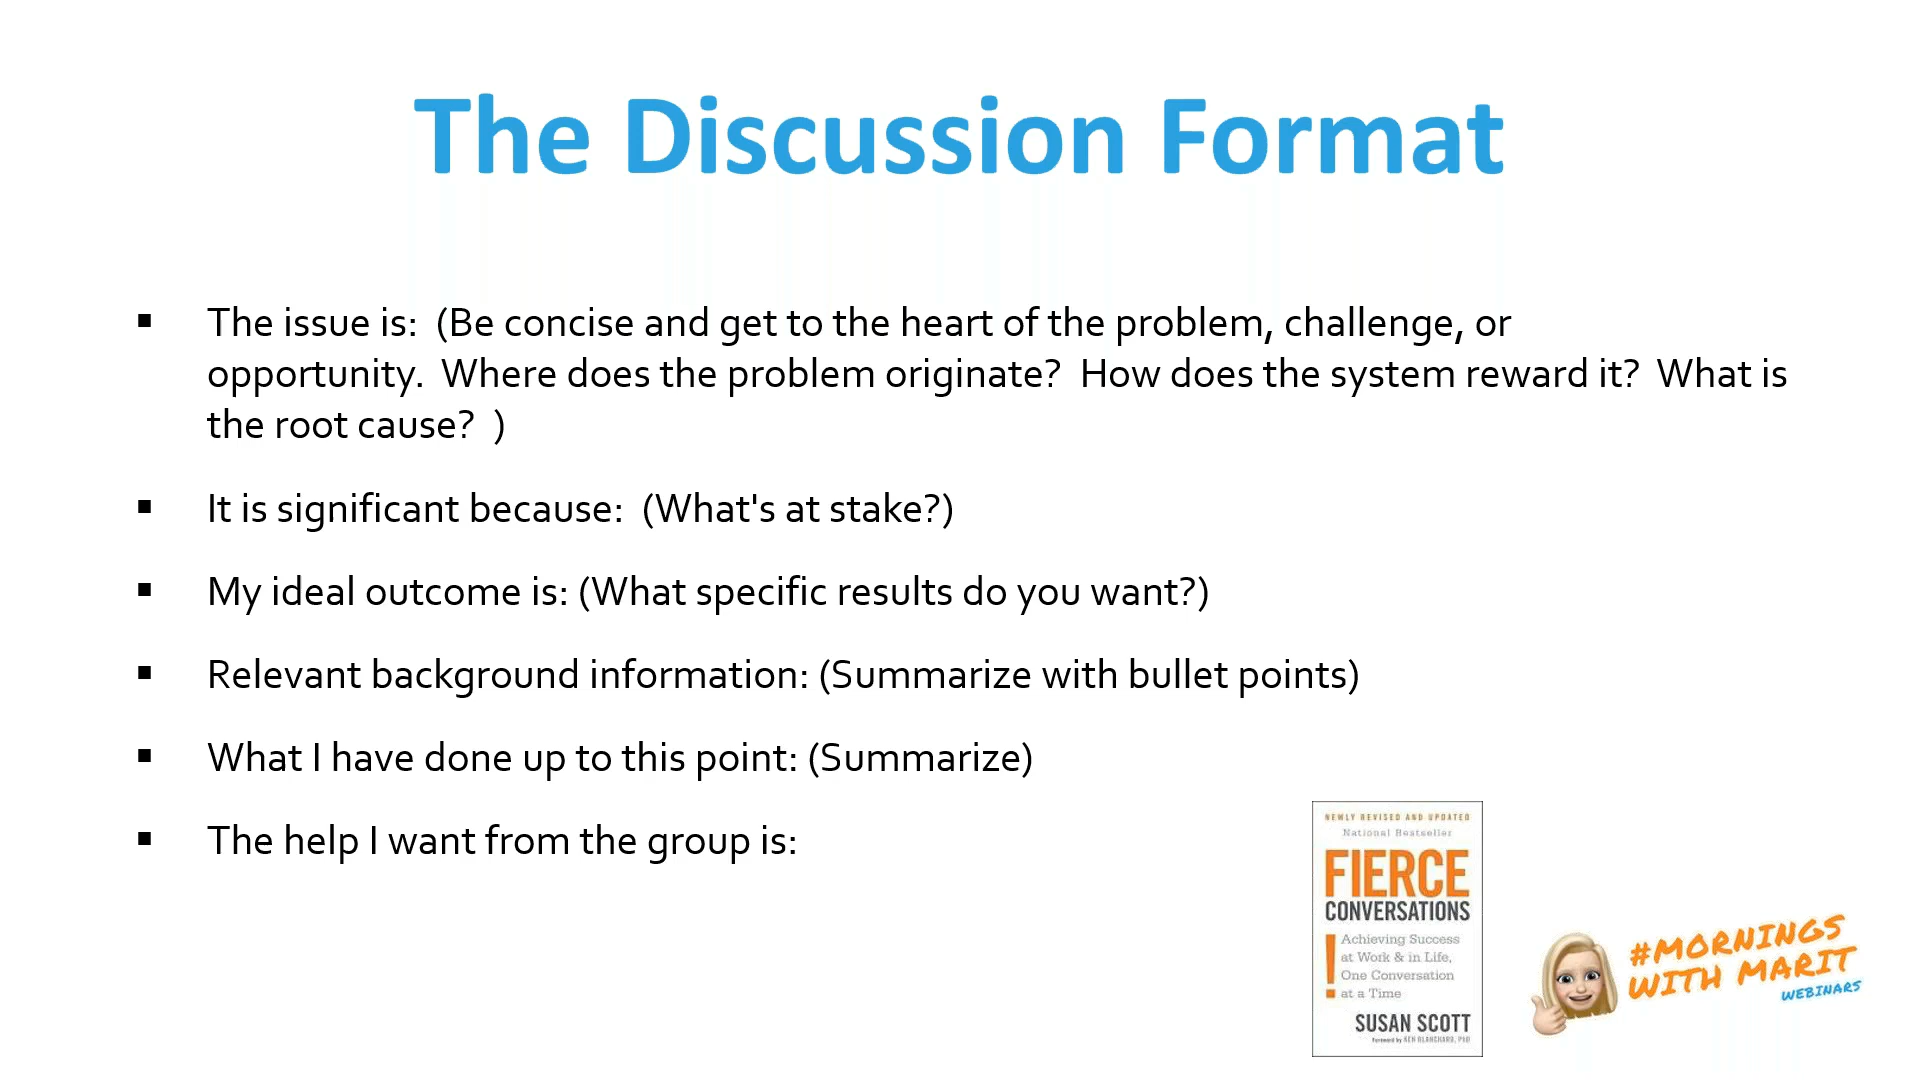 The Discussion Format
▪ The issue is:  (Be concise and get to the heart of the problem, challenge, or
opportunity.  Where does the problem originate?  How does the system reward it?  What is
the root cause?  )
▪ It is significant because:  (What's at stake?)
▪ My ideal outcome is: (What specific results do you want?)
▪ Relevant background information: (Summarize with bullet points)
▪ What I have done up to this point: (Summarize)
▪ The help I want from the group is:
NEWLY REVISED AND UPDATED
National Bestseller
FIERCE
CONVERSATIONS
! Achieving Success
at Work & in Life,
One Conversation
at a Time
SUSAN SCOTT
Foreword by KEN BLANCHARD, PhD
#MORNINGS
WITH MARIT
WEBINARS